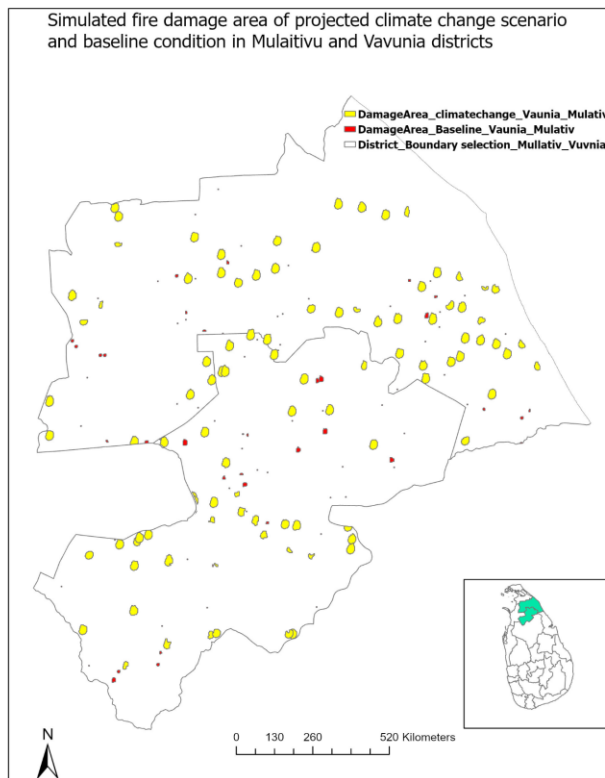 Simulated fire damage area of projected climate change scenario
and baseline condition in Mulaitivu and Vavunia districts
DamageArea_climatechange_Vaunia_Mulativ
DamageArea_Baseline_Vaunia_Mulativ
District_Boundary selection_Mullativ_Vuvnia
N
0 130 260 520 Kilometers